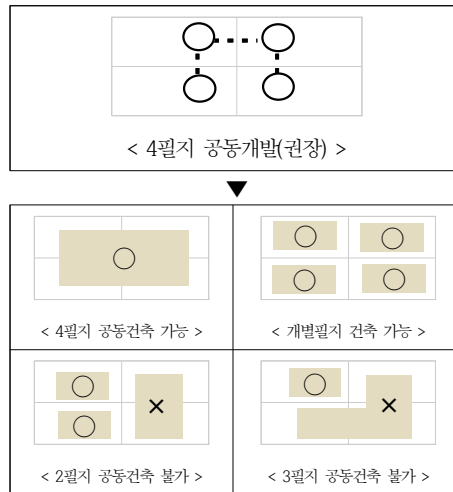 < 4필지 공동개발(권장) >
< 4필지 공동건축 가능 >
< 개별필지 건축 가능 >
< 2필지 공동건축 불가 >
< 3필지 공동건축 불가 >